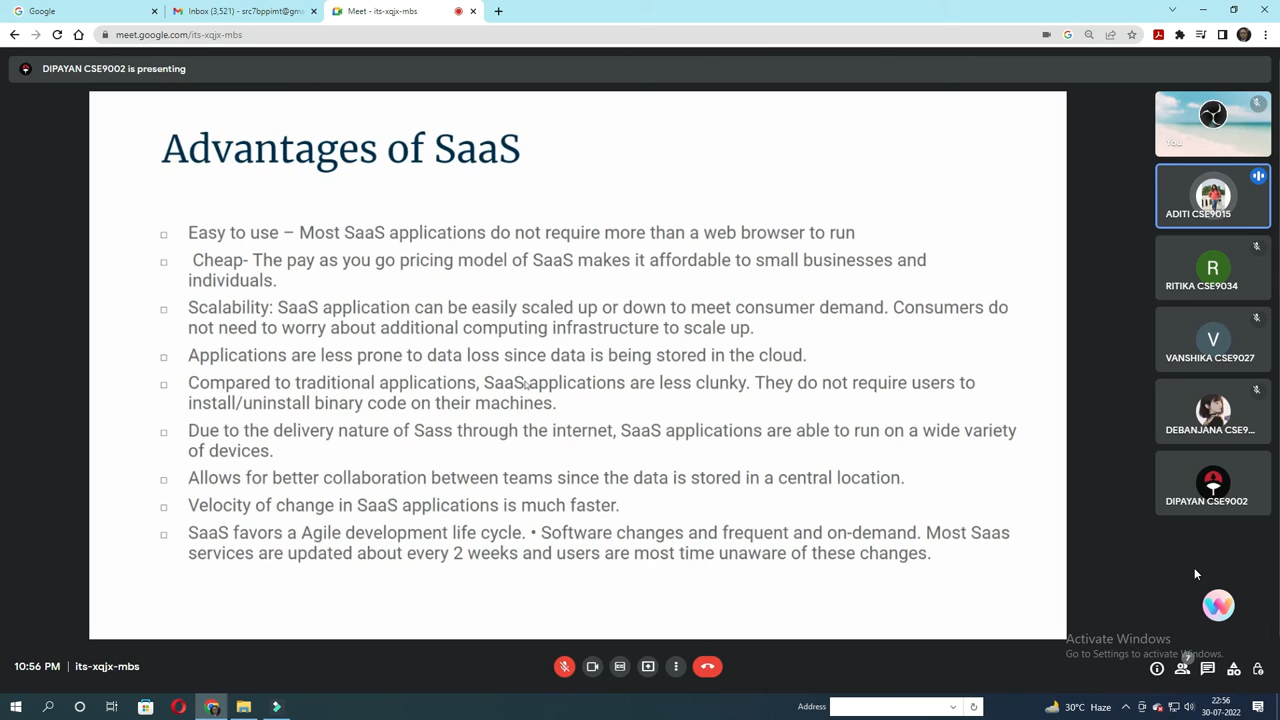 Google
Inbox (3,521) - src7bppimt@gma
Meet - its-xqjx-mbs
meet.google.com/its-xqjx-mbs
DIPAYAN CSE9002 is presenting
Advantages of SaaS
Easy to use – Most SaaS applications do not require more than a web browser to run
Cheap- The pay as you go pricing model of SaaS makes it affordable to small businesses and
individuals.
Scalability: SaaS application can be easily scaled up or down to meet consumer demand. Consumers do
not need to worry about additional computing infrastructure to scale up.
Applications are less prone to data loss since data is being stored in the cloud.
Compared to traditional applications, SaaS applications are less clunky. They do not require users to
install/uninstall binary code on their machines.
Due to the delivery nature of Sass through the internet, SaaS applications are able to run on a wide variety
of devices.
Allows for better collaboration between teams since the data is stored in a central location.
Velocity of change in SaaS applications is much faster.
SaaS favors a Agile development life cycle. • Software changes and frequent and on-demand. Most Saas
services are updated about every 2 weeks and users are most time unaware of these changes.
You
ADITI CSE9015
R
RITIKA CSE9034
V
VANSHIKA CSE9027
DEBANJANA CSE9...
DIPAYAN CSE9002
Activate Windows
Go to Settings to activate Windows.
10:56 PM | its-xqjx-mbs
7
Address
30°C Haze
22:56
30-07-2022